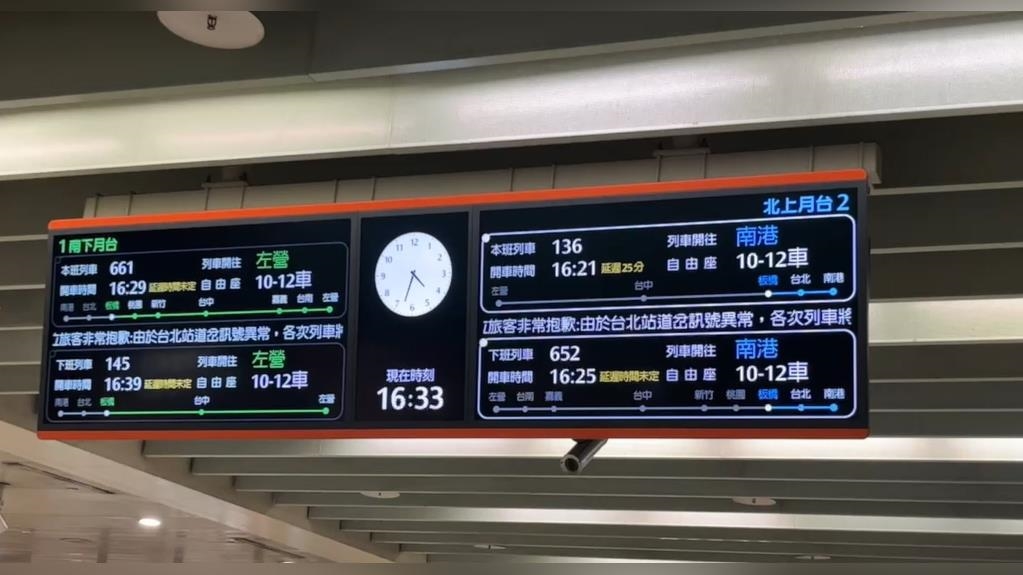 1 南下月台
本班列車 661 列車開往 左營
開車時間 16:29 延遲時間未定 自由座 10-12車
南港 台北 板橋 桃園 新竹 台中 嘉義 台南 左營
旅客非常抱歉:由於台北站道岔訊號異常，各次列車將
下班列車 145 列車開往 左營
開車時間 16:39 延遲時間未定 自由座 10-12車
南港 台北 板橋 台中 左營
12 1 2 3 4 5 6 7 8 9 10 11
現在時刻
16:33
北上月台 2
本班列車 136 列車開往 南港
開車時間 16:21 延遲25分 自由座 10-12車
左營 台中 板橋 台北 南港
旅客非常抱歉:由於台北站道岔訊號異常，各次列車將
下班列車 652 列車開往 南港
開車時間 16:25 延遲時間未定 自由座 10-12車
左營 台南 嘉義 台中 新竹 桃園 板橋 台北 南港